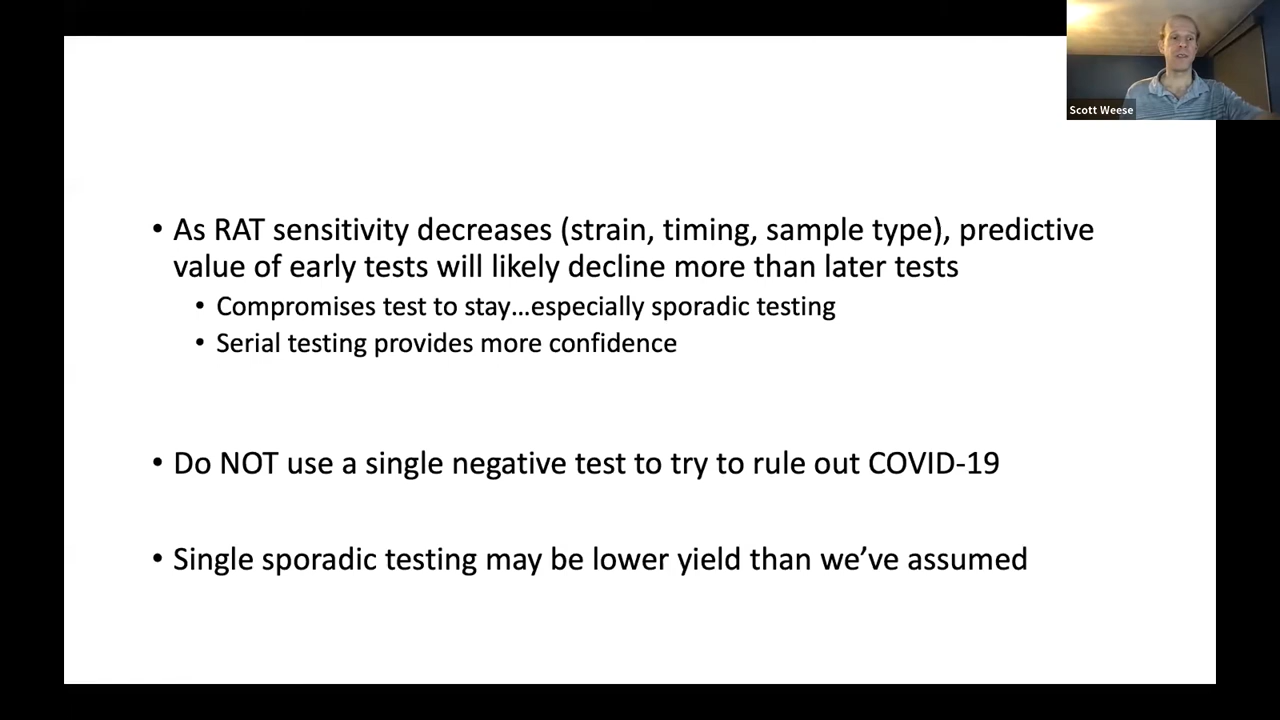 Scott Weese
• As RAT sensitivity decreases (strain, timing, sample type), predictive
value of early tests will likely decline more than later tests
• Compromises test to stay…especially sporadic testing
• Serial testing provides more confidence
• Do NOT use a single negative test to try to rule out COVID-19
• Single sporadic testing may be lower yield than we’ve assumed